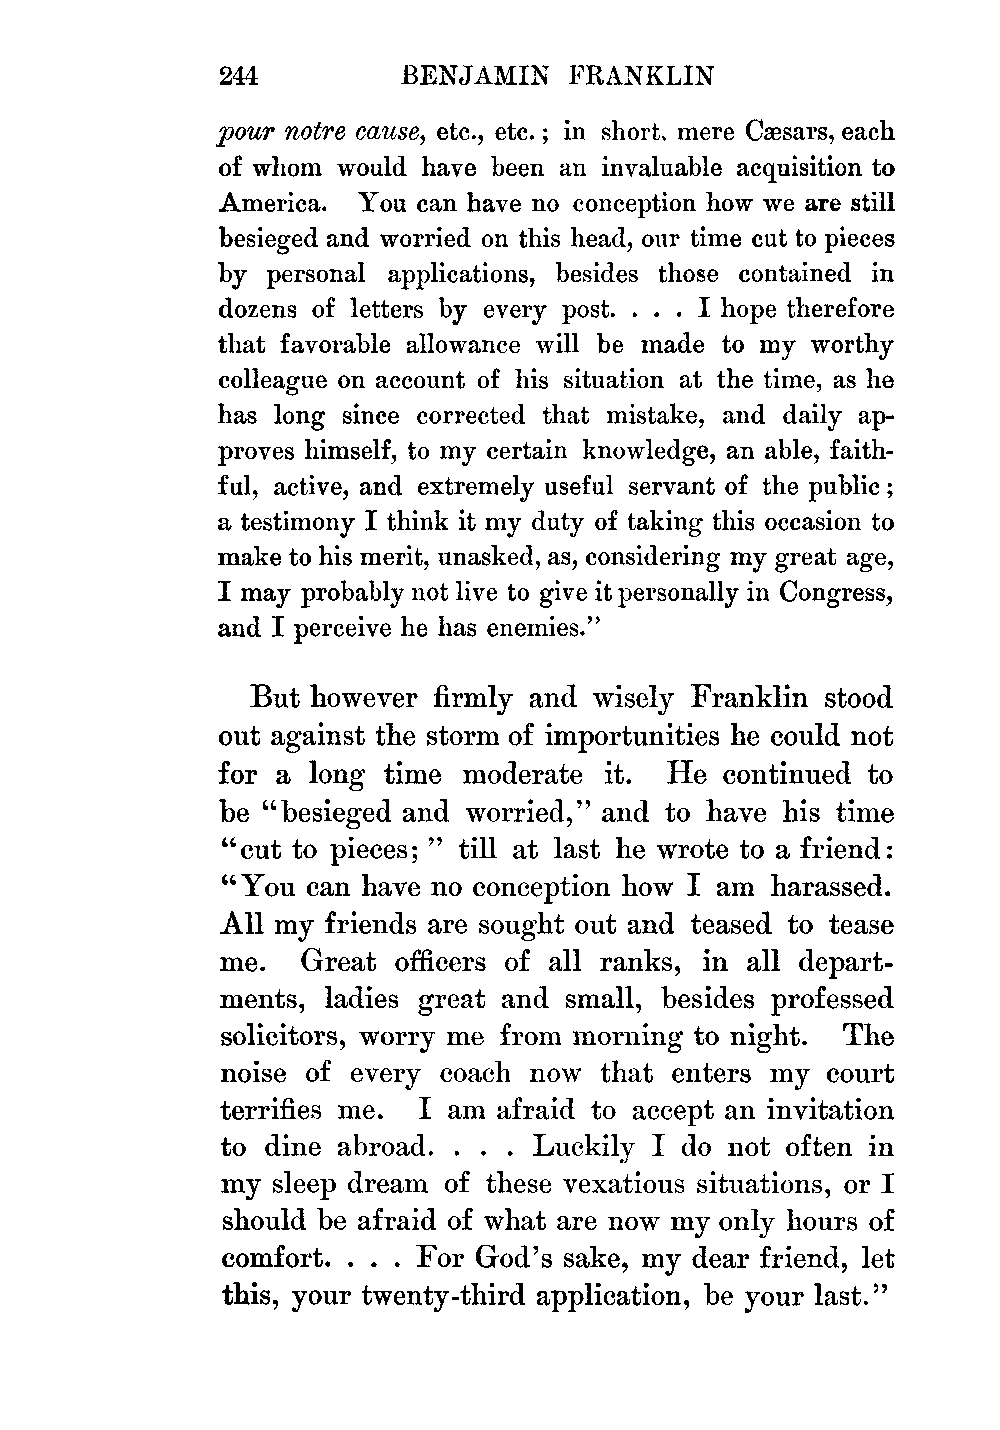 244 BENJAMIN FRANKLIN
pour notre cause, etc., etc.; in short, mere Cæsars, each
of whom would have been an invaluable acquisition to
America. You can have no conception how we are still
besieged and worried on this head, our time cut to pieces
by personal applications, besides those contained in
dozens of letters by every post. . . . I hope therefore
that favorable allowance will be made to my worthy
colleague on account of his situation at the time, as he
has long since corrected that mistake, and daily ap-
proves himself, to my certain knowledge, an able, faith-
ful, active, and extremely useful servant of the public;
a testimony I think it my duty of taking this occasion to
make to his merit, unasked, as, considering my great age,
I may probably not live to give it personally in Congress,
and I perceive he has enemies."
But however firmly and wisely Franklin stood
out against the storm of importunities he could not
for a long time moderate it. He continued to
be "besieged and worried," and to have his time
"cut to pieces;" till at last he wrote to a friend:
"You can have no conception how I am harassed.
All my friends are sought out and teased to tease
me. Great officers of all ranks, in all depart-
ments, ladies great and small, besides professed
solicitors, worry me from morning to night. The
noise of every coach now that enters my court
terrifies me. I am afraid to accept an invitation
to dine abroad. . . . Luckily I do not often in
my sleep dream of these vexatious situations, or I
should be afraid of what are now my only hours of
comfort. . . . For God's sake, my dear friend, let
this, your twenty-third application, be your last."